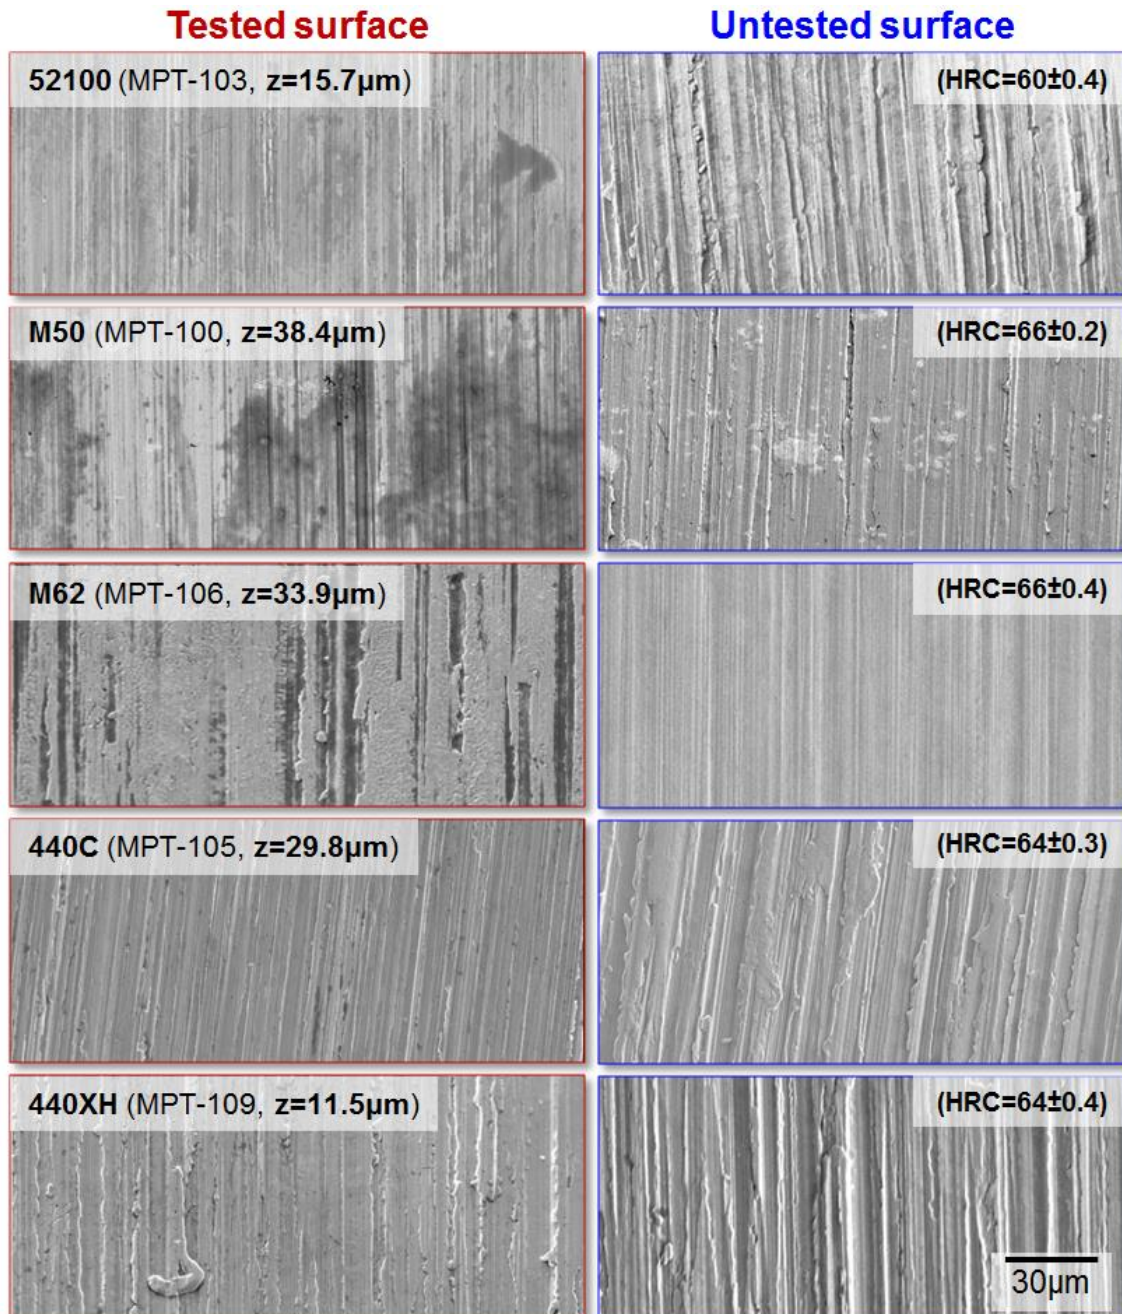 Tested surface
Untested surface
52100 (MPT-103, z=15.7µm)
(HRC=60±0.4)
M50 (MPT-100, z=38.4µm)
(HRC=66±0.2)
M62 (MPT-106, z=33.9µm)
(HRC=66±0.4)
440C (MPT-105, z=29.8µm)
(HRC=64±0.3)
440XH (MPT-109, z=11.5µm)
(HRC=64±0.4)
30µm